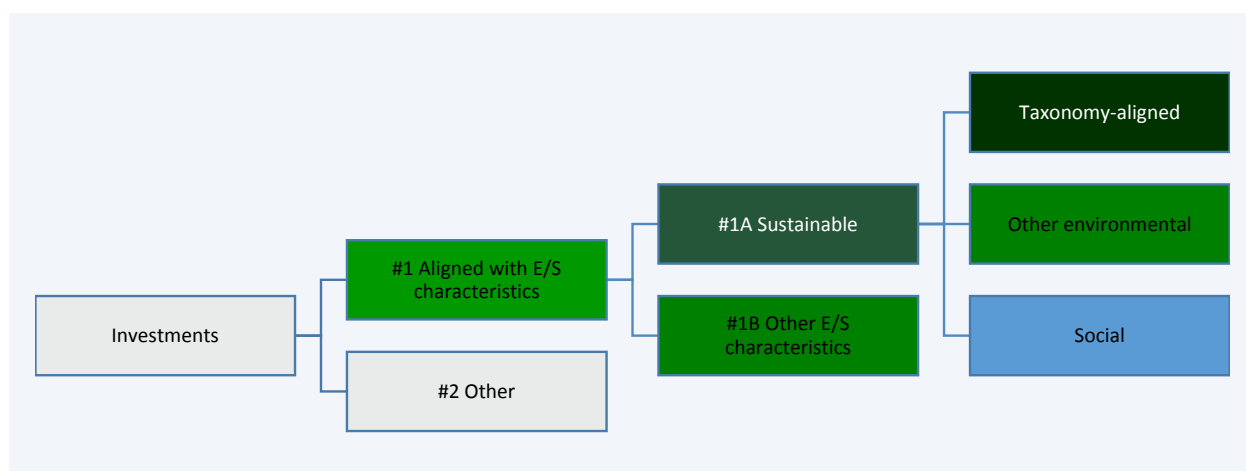 Taxonomy-aligned
#1A Sustainable
Other environmental
#1 Aligned with E/S
characteristics
Investments
#1B Other E/S
characteristics
Social
#2 Other